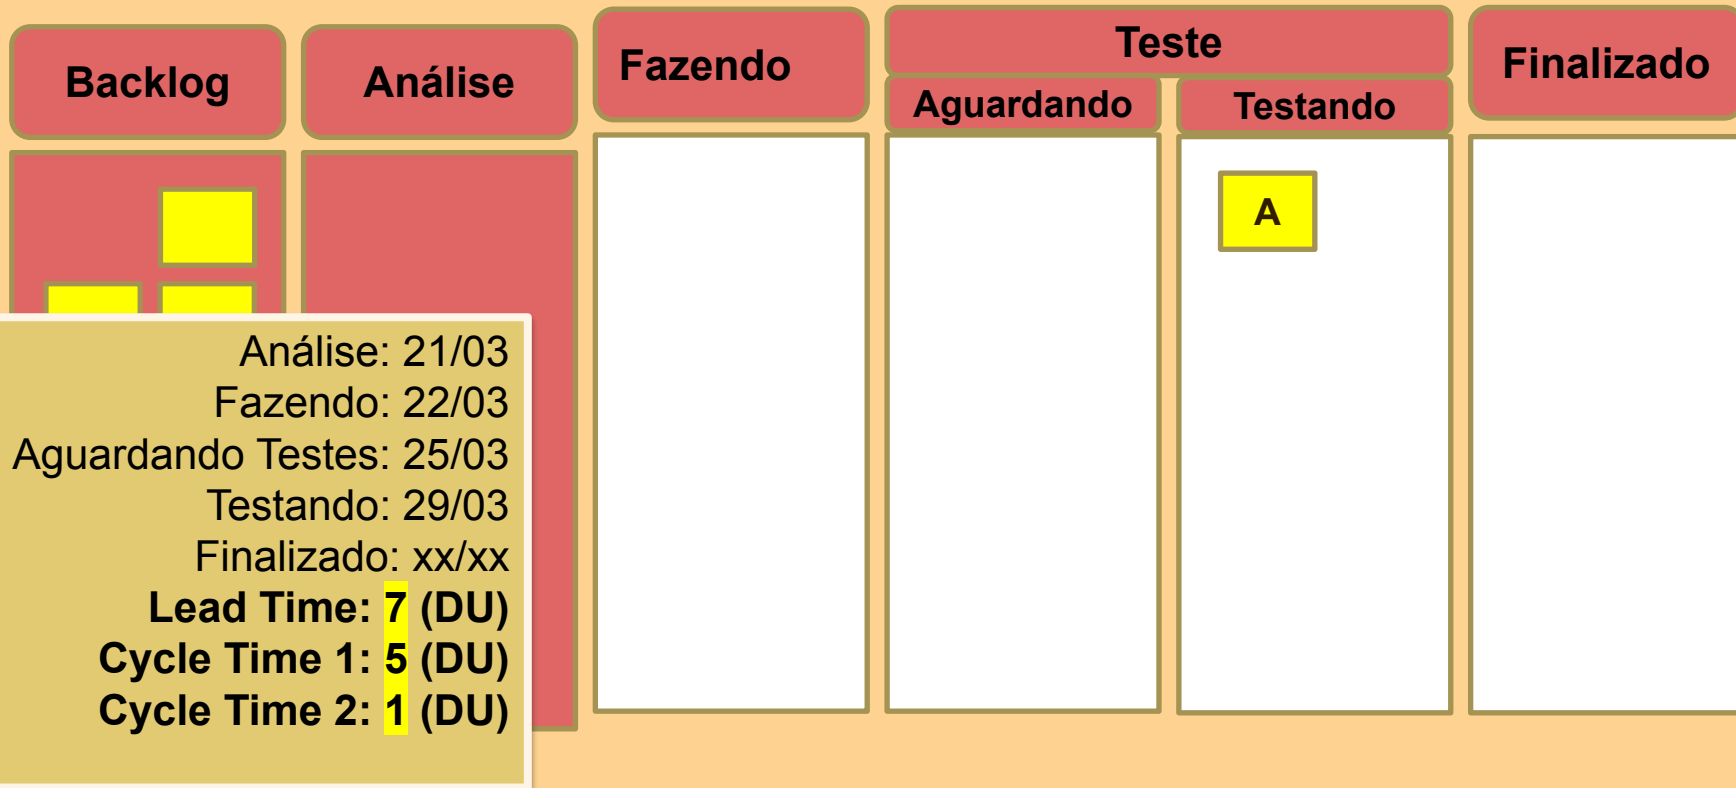 Backlog
Análise
Fazendo
Teste
Aguardando
Testando
Finalizado
A
Análise: 21/03
Fazendo: 22/03
Aguardando Testes: 25/03
Testando: 29/03
Finalizado: xx/xx
Lead Time: 7 (DU)
Cycle Time 1: 5 (DU)
Cycle Time 2: 1 (DU)